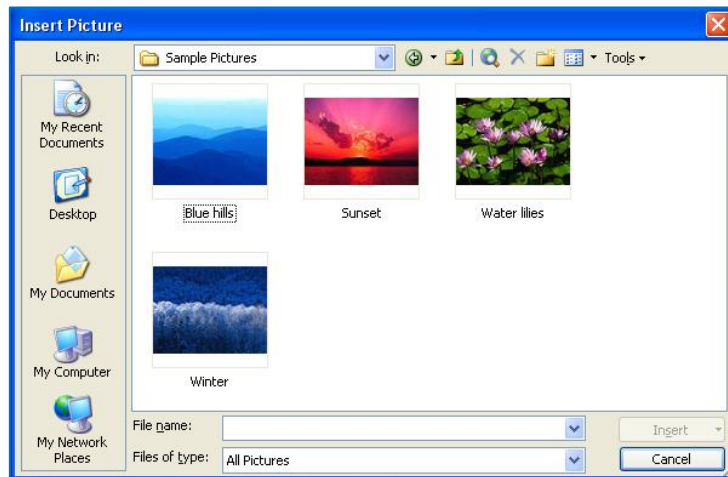 Insert Picture
Look in:
Sample Pictures
Tools
My Recent
Documents
Desktop
My Documents
My Computer
My Network
Places
Blue hills
Sunset
Water lilies
Winter
File name:
Insert
Files of type:
All Pictures
Cancel